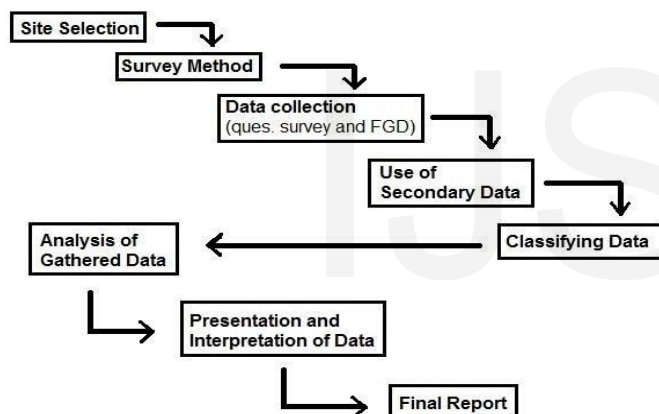 Site Selection
Survey Method
Data collection
(ques. survey and FGD)
Use of
Secondary Data
Classifying Data
Analysis of
Gathered Data
Presentation and
Interpretation of Data
Final Report
IJS